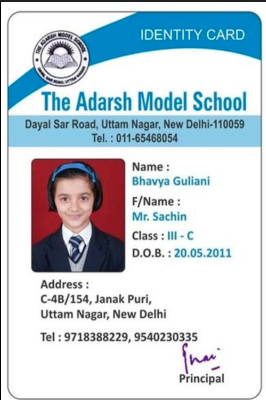 THE ADARSH MODEL SCHOOL
IDENTITY CARD
The Adarsh Model School
Dayal Sar Road, Uttam Nagar, New Delhi-110059
Tel. : 011-65468054
Name :
Bhavya Guliani
F/Name :
Mr. Sachin
Class : III - C
D.O.B. : 20.05.2011
Address :
C-4B/154, Janak Puri,
Uttam Nagar, New Delhi
Tel : 9718388229, 9540230335
Principal